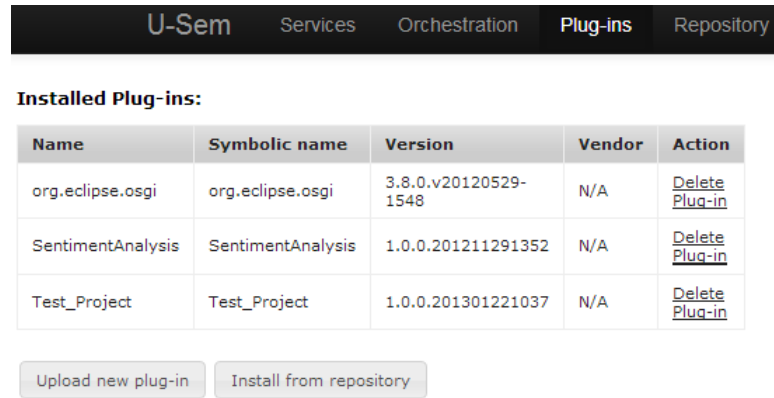 U-Sem Services Orchestration Plug-ins Repository
Installed Plug-ins:
Name Symbolic name Version Vendor Action
org.eclipse.osgi org.eclipse.osgi 3.8.0.v20120529-1548 N/A Delete Plug-in
SentimentAnalysis SentimentAnalysis 1.0.0.201211291352 N/A Delete Plug-in
Test_Project Test_Project 1.0.0.201301221037 N/A Delete Plug-in
Upload new plug-in Install from repository